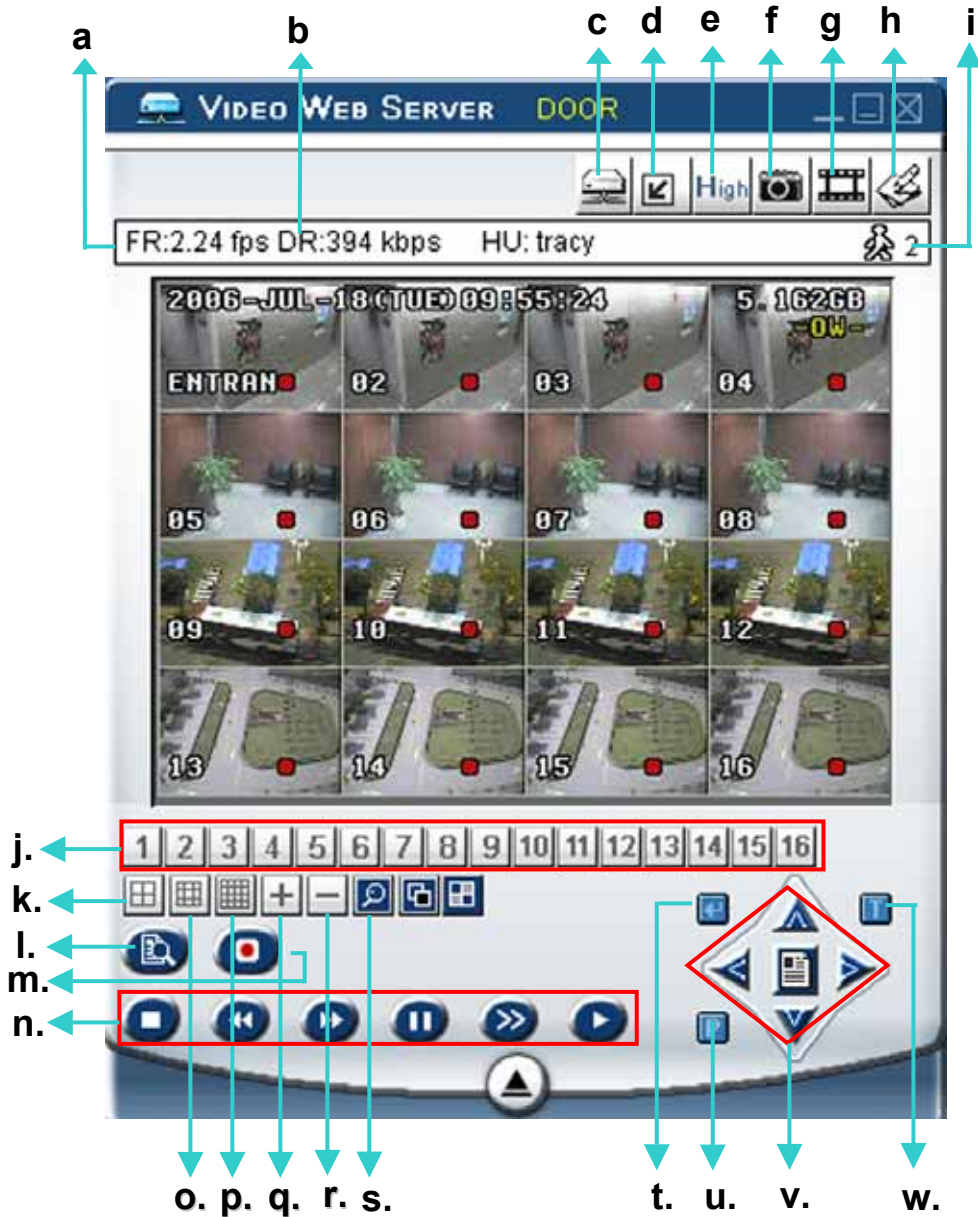 a b c d e f g h i
VIDEO WEB SERVER DOOR
High
FR:2.24 fps DR:394 kbps HU: tracy 2
2006-JUL-18(TUE)09:55:24 5.162GB
-OW-
ENTRAN 02 03 04
05 06 07 08
09 10 11 12
13 14 15 16
j. 1 2 3 4 5 6 7 8 9 10 11 12 13 14 15 16
k.
T
l.
m.
n.
P
o. p. q. r. s. t. u. v. w.